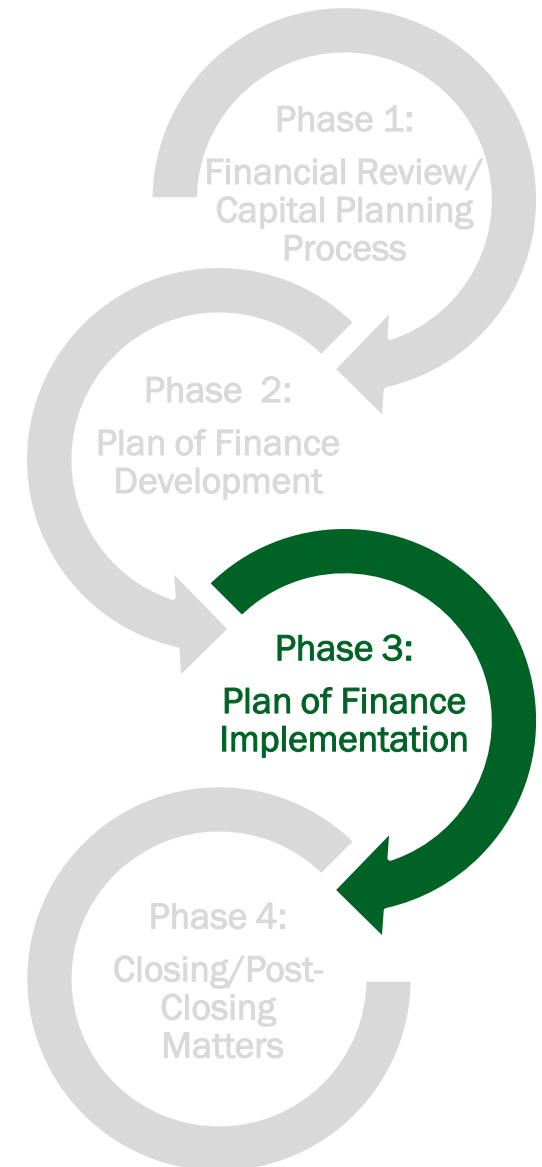 Phase 1:
Financial Review/
Capital Planning
Process
Phase 2:
Plan of Finance
Development
Phase 3:
Plan of Finance
Implementation
Phase 4:
Closing/Post-
Closing
Matters